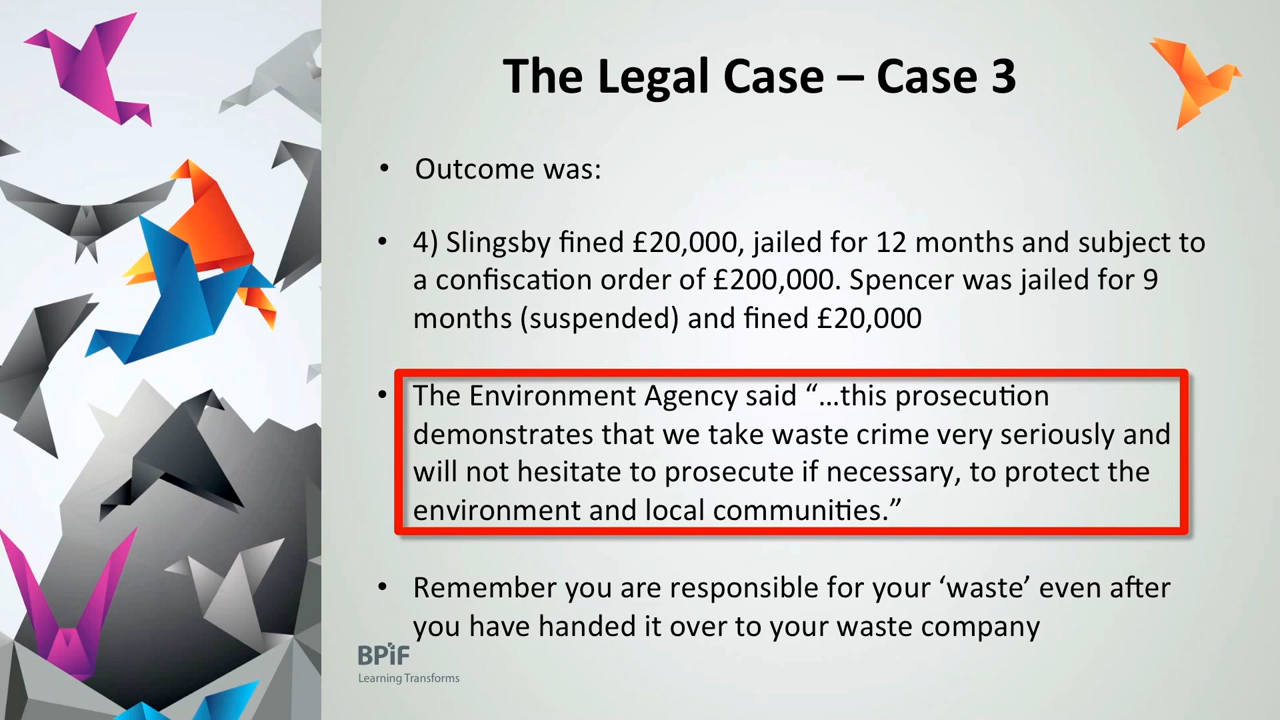 The Legal Case – Case 3
• Outcome was:
• 4) Slingsby fined £20,000, jailed for 12 months and subject to
a confiscation order of £200,000. Spencer was jailed for 9
months (suspended) and fined £20,000
• The Environment Agency said “…this prosecution
demonstrates that we take waste crime very seriously and
will not hesitate to prosecute if necessary, to protect the
environment and local communities.”
• Remember you are responsible for your ‘waste’ even after
you have handed it over to your waste company
BPiF
Learning Transforms